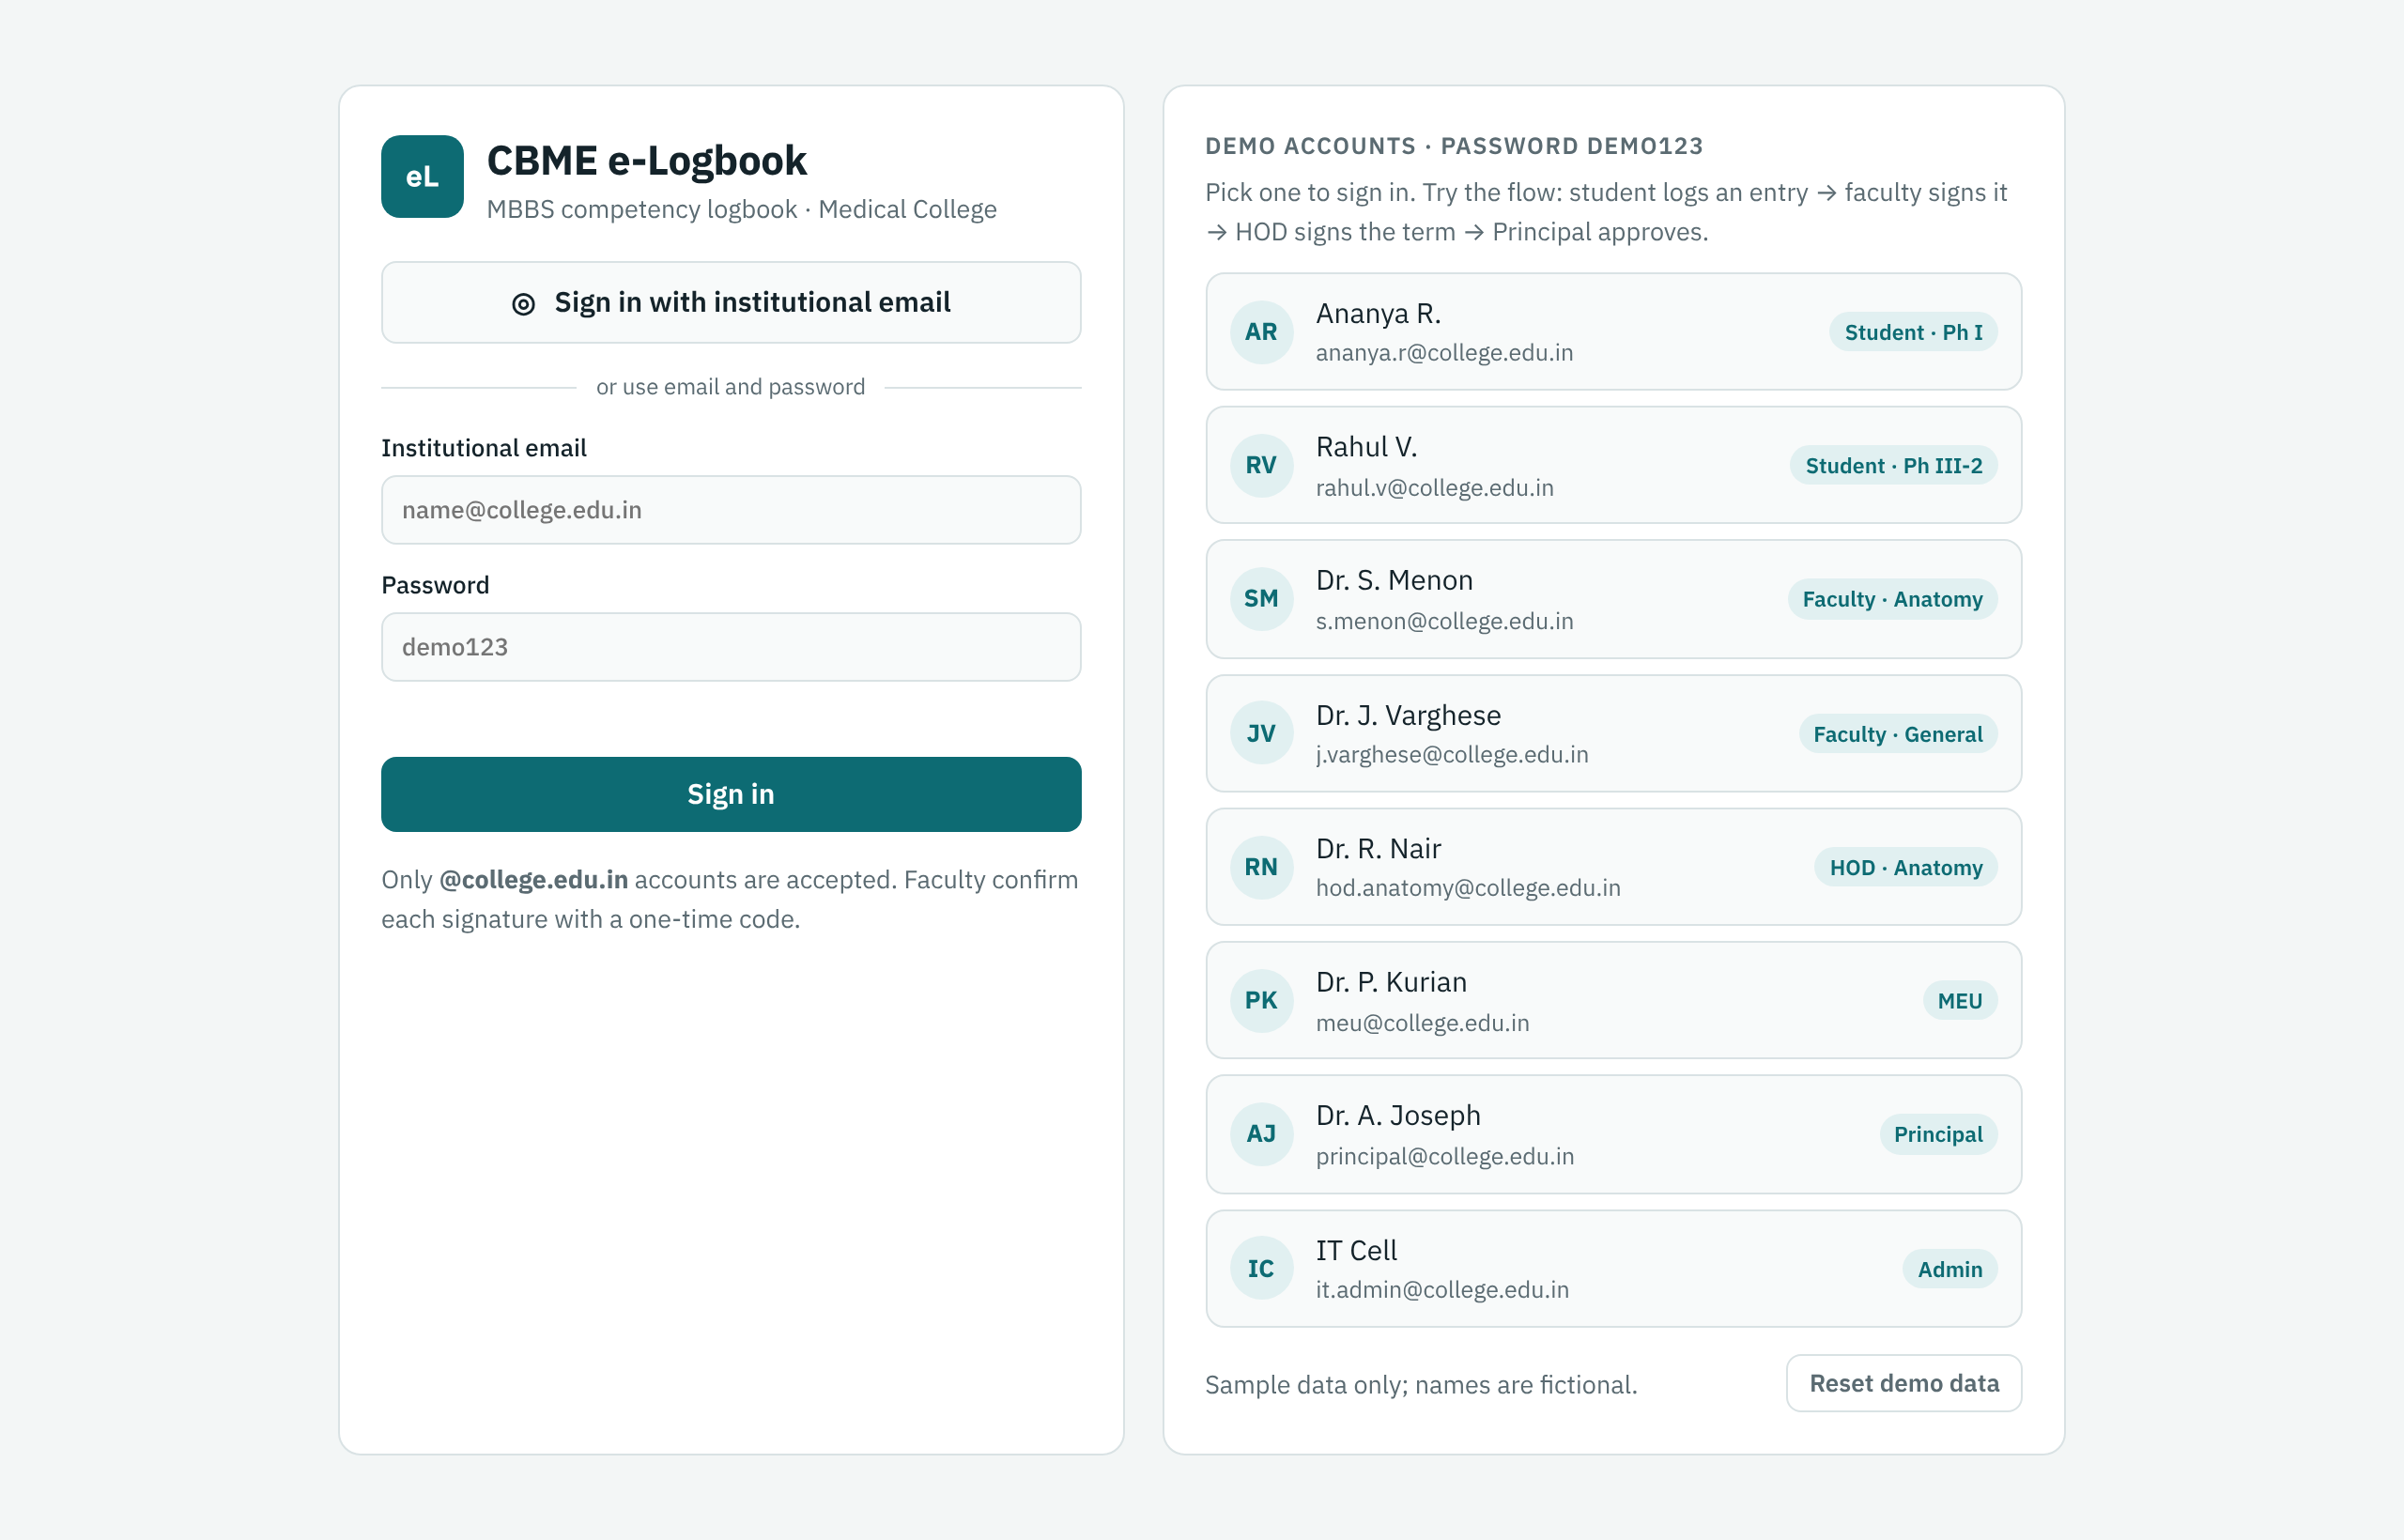 eL
CBME e-Logbook
MBBS competency logbook · Medical College
◎ Sign in with institutional email
or use email and password
Institutional email
name@college.edu.in
Password
demo123
Sign in
Only @college.edu.in accounts are accepted. Faculty confirm
each signature with a one-time code.
DEMO ACCOUNTS · PASSWORD DEMO123
Pick one to sign in. Try the flow: student logs an entry → faculty signs it
→ HOD signs the term → Principal approves.
AR
Ananya R.
ananya.r@college.edu.in
Student · Ph I
RV
Rahul V.
rahul.v@college.edu.in
Student · Ph III-2
SM
Dr. S. Menon
s.menon@college.edu.in
Faculty · Anatomy
JV
Dr. J. Varghese
j.varghese@college.edu.in
Faculty · General
RN
Dr. R. Nair
hod.anatomy@college.edu.in
HOD · Anatomy
PK
Dr. P. Kurian
meu@college.edu.in
MEU
AJ
Dr. A. Joseph
principal@college.edu.in
Principal
IC
IT Cell
it.admin@college.edu.in
Admin
Sample data only; names are fictional.
Reset demo data